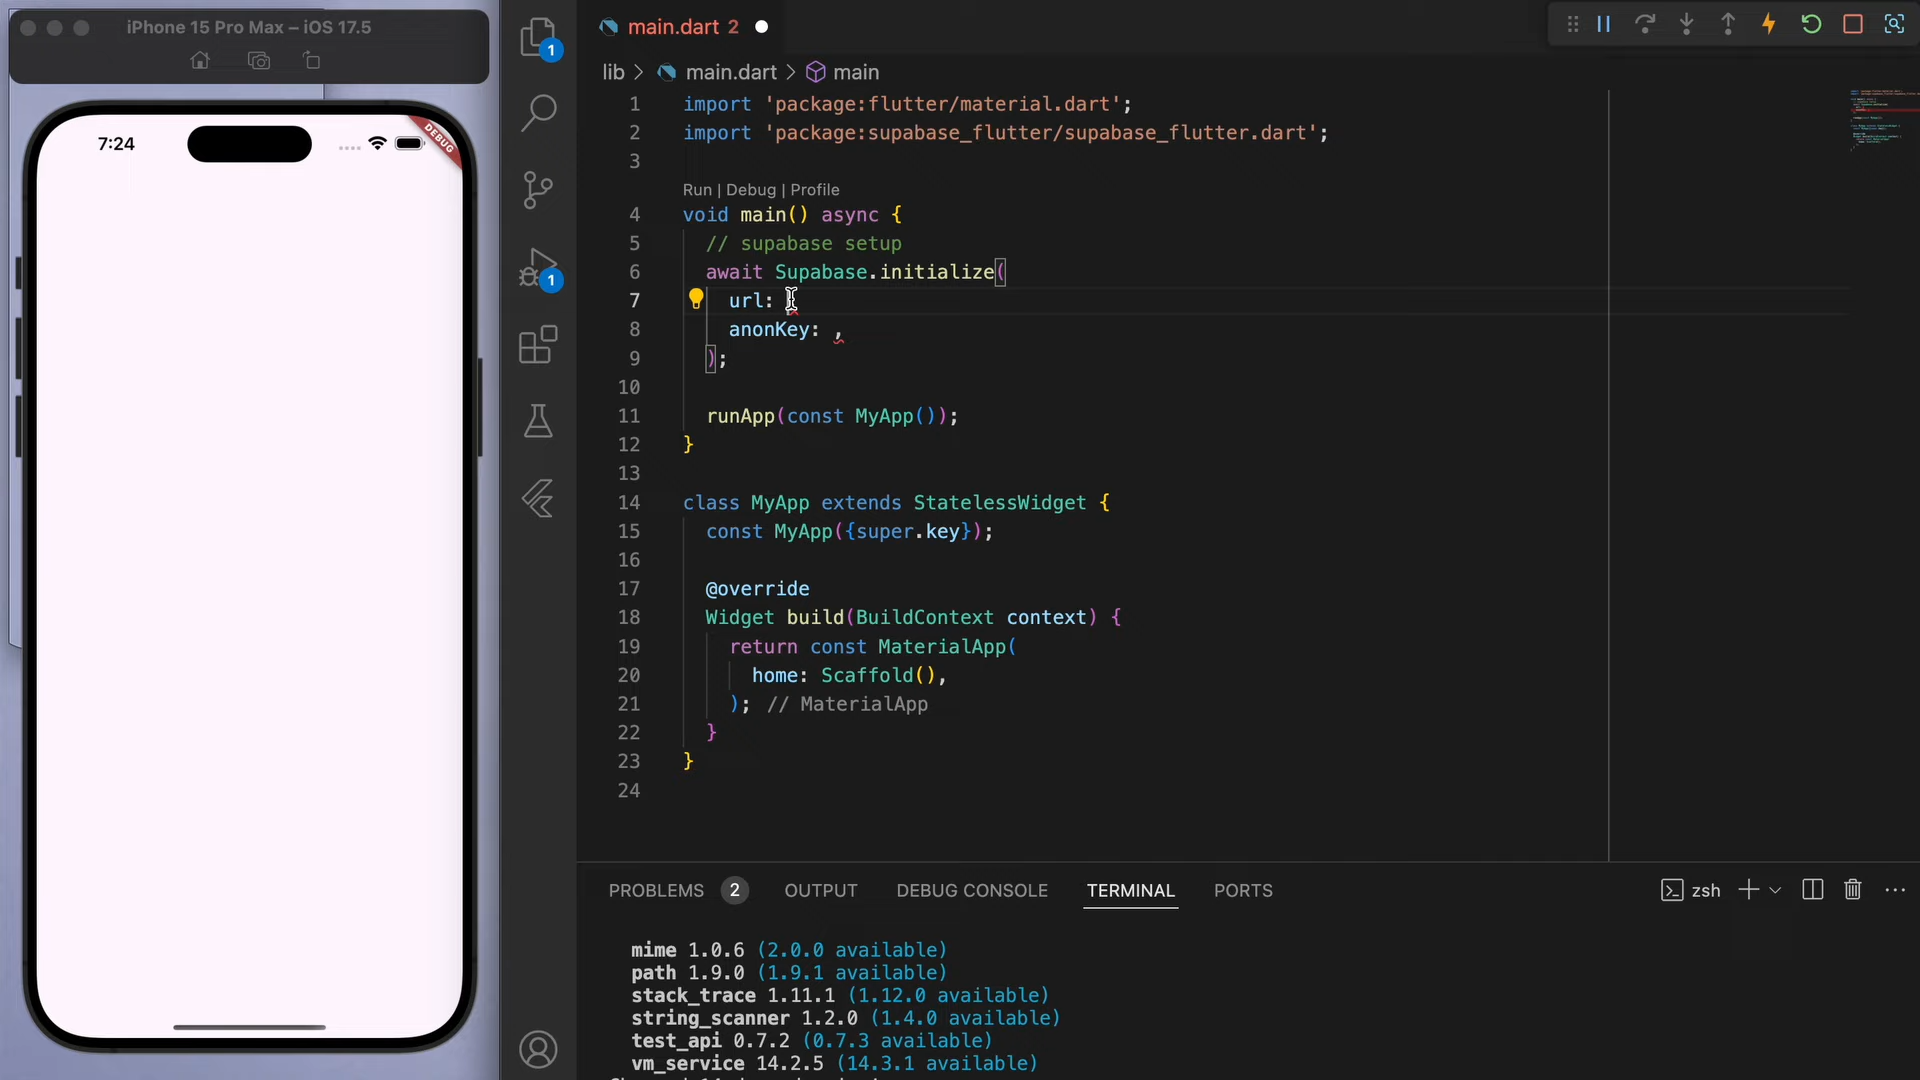 iPhone 15 Pro Max – iOS 17.5
7:24
DEBUG
1
1
main.dart 2
lib > main.dart > main
1 import 'package:flutter/material.dart';
2 import 'package:supabase_flutter/supabase_flutter.dart';
3
Run | Debug | Profile
4 void main() async {
5 // supabase setup
6 await Supabase.initialize(
7 url:
8 anonKey: ,
9 );
10
11 runApp(const MyApp());
12 }
13
14 class MyApp extends StatelessWidget {
15 const MyApp({super.key});
16
17 @override
18 Widget build(BuildContext context) {
19 return const MaterialApp(
20 home: Scaffold(),
21 ); // MaterialApp
22 }
23 }
24
PROBLEMS 2 OUTPUT DEBUG CONSOLE TERMINAL PORTS zsh
mime 1.0.6 (2.0.0 available)
path 1.9.0 (1.9.1 available)
stack_trace 1.11.1 (1.12.0 available)
string_scanner 1.2.0 (1.4.0 available)
test_api 0.7.2 (0.7.3 available)
vm_service 14.2.5 (14.3.1 available)